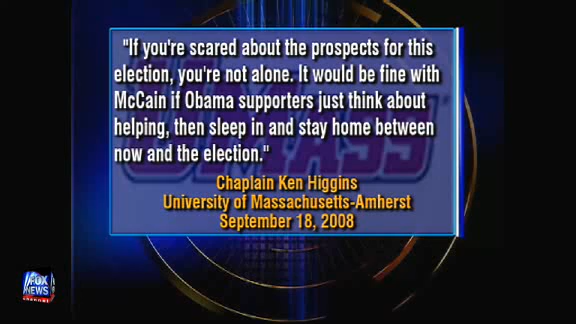 "If you're scared about the prospects for this
election, you're not alone. It would be fine with
McCain if Obama supporters just think about
helping, then sleep in and stay home between
now and the election."
Chaplain Ken Higgins
University of Massachusetts-Amherst
September 18, 2008
UMASS
FOX
NEWS
channel